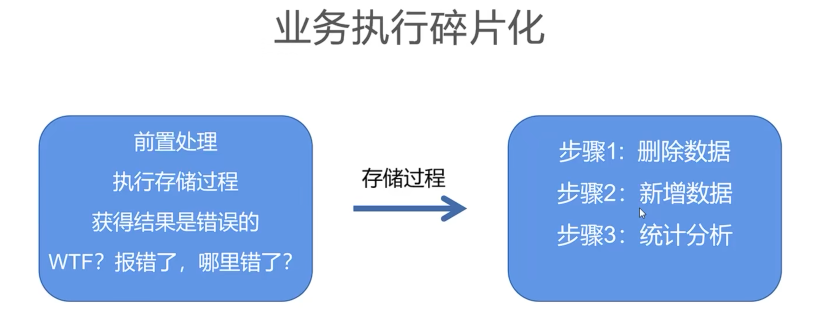 业务执行碎片化
前置处理
执行存储过程
获得结果是错误的
WTF？报错了，哪里错了？
存储过程
步骤1：删除数据
步骤2：新增数据
步骤3：统计分析